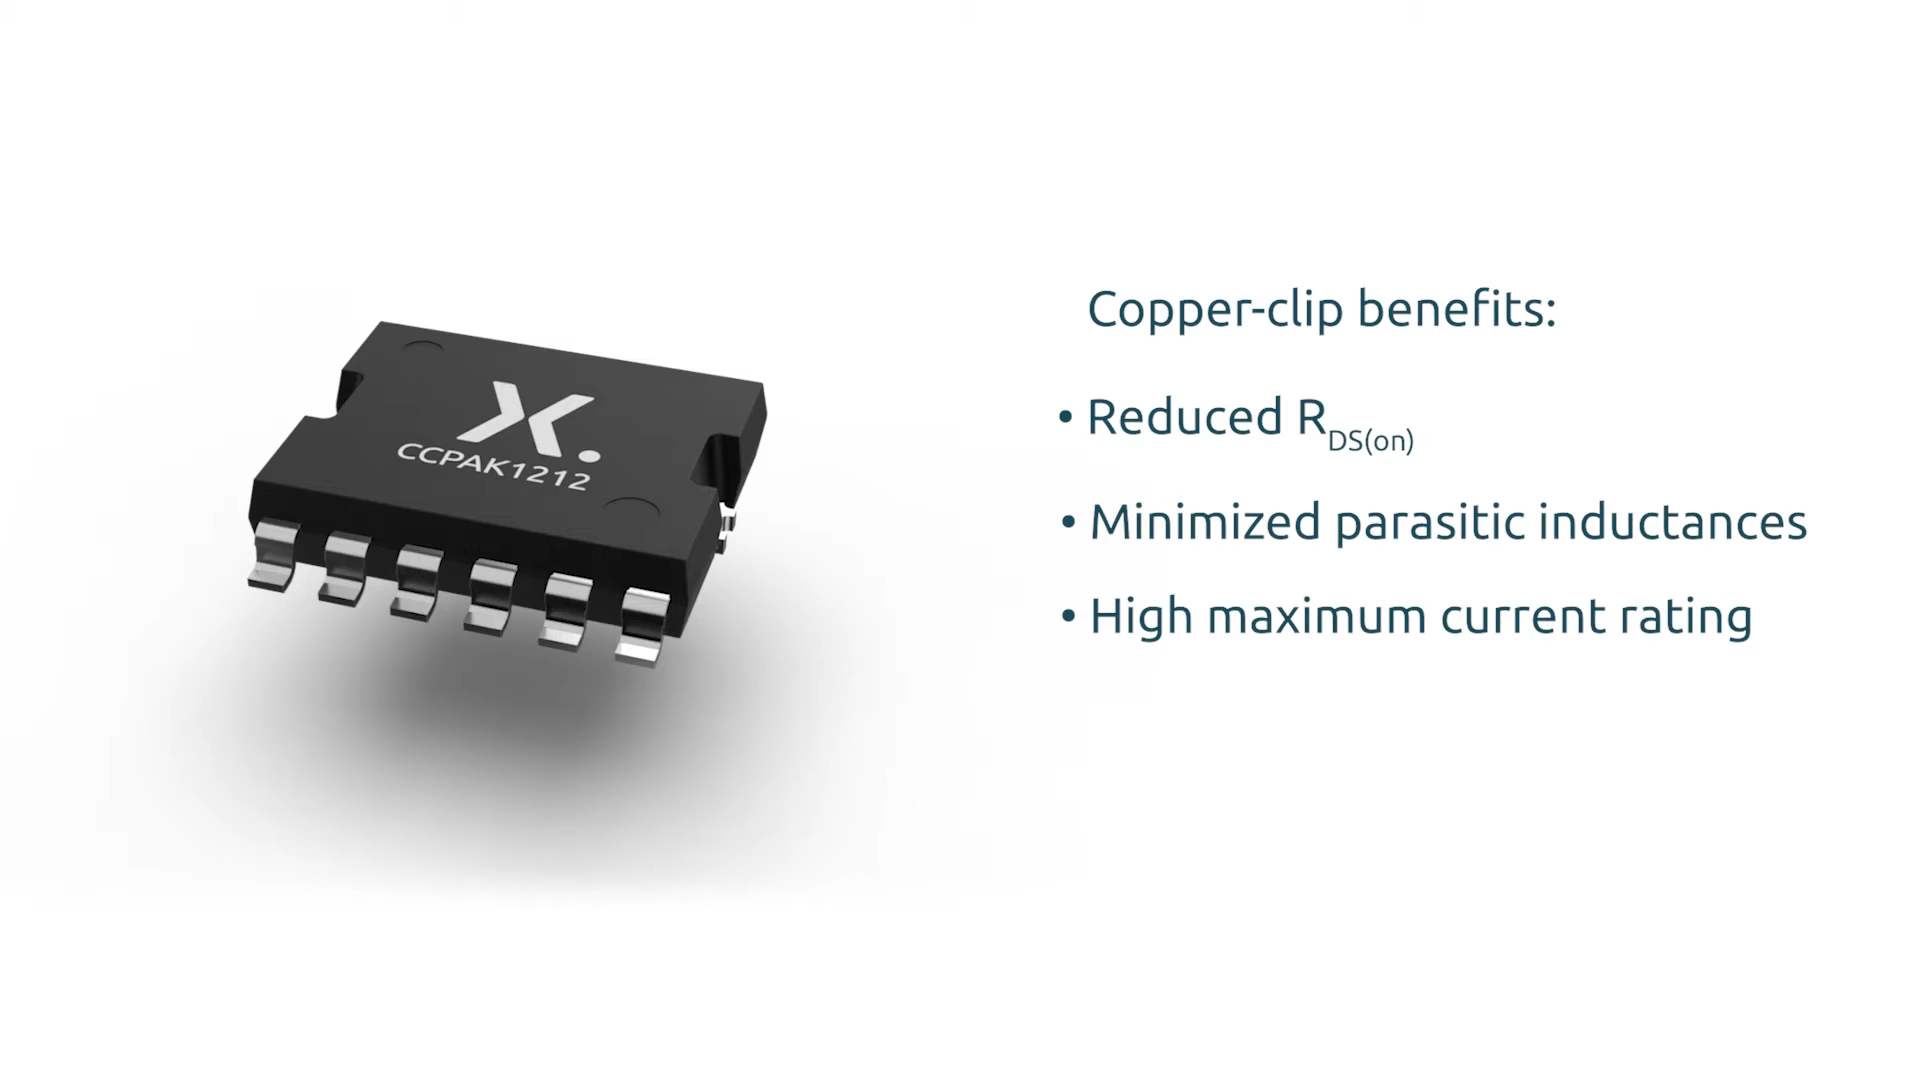 X.
CCPAK1212
Copper-clip benefits:
• Reduced RDS(on)
• Minimized parasitic inductances
• High maximum current rating